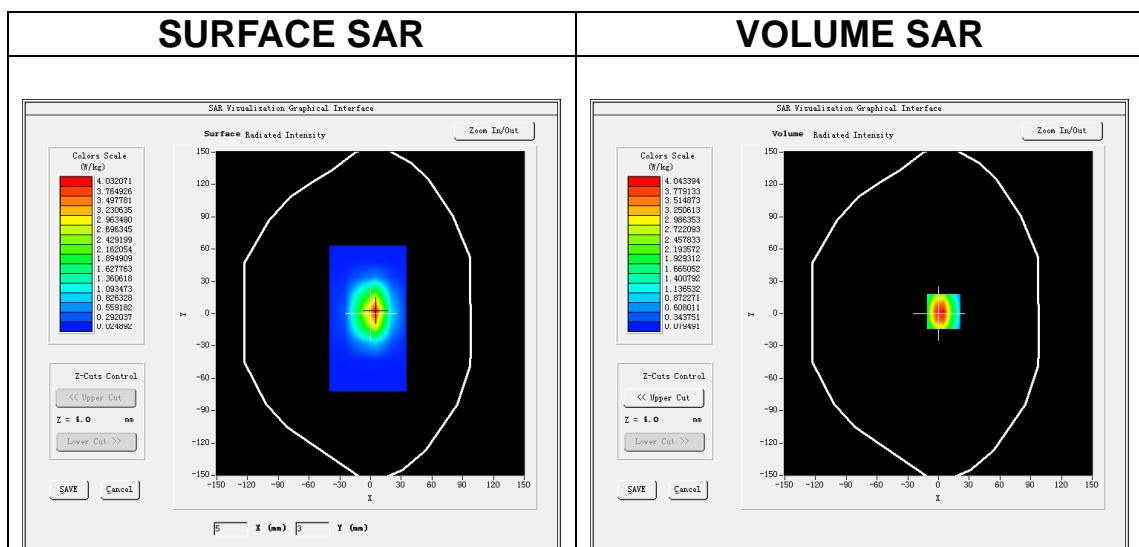 SURFACE SAR
VOLUME SAR
SAR Visualisation Graphical Interface
Surface Radiated Intensity
Zoom In/Out
Colors Scale
(W/kg)
4.032071
3.764926
3.497781
3.230635
2.963490
2.696345
2.429199
2.162054
1.894909
1.627763
1.360618
1.093473
0.826328
0.559182
0.292037
0.024892
Z-Cuts Control
<< Upper Cut
Z = 4.0 mm
Lower Cut >>
SAVE
Cancel
Y
150
120
90
60
30
0
-30
-60
-90
-120
-150
-150 -120 -90 -60 -30 0 30 60 90 120 150
X
5 X (mm) 3 Y (mm)
SAR Visualisation Graphical Interface
Volume Radiated Intensity
Zoom In/Out
Colors Scale
(W/kg)
4.043394
3.779133
3.514873
3.250613
2.986353
2.722093
2.457833
2.193572
1.929312
1.665052
1.400792
1.136532
0.872271
0.608011
0.343751
0.079491
Z-Cuts Control
<< Upper Cut
Z = 4.0 mm
Lower Cut >>
SAVE
Cancel
Y
150
120
90
60
30
0
-30
-60
-90
-120
-150
-150 -120 -90 -60 -30 0 30 60 90 120 150
X